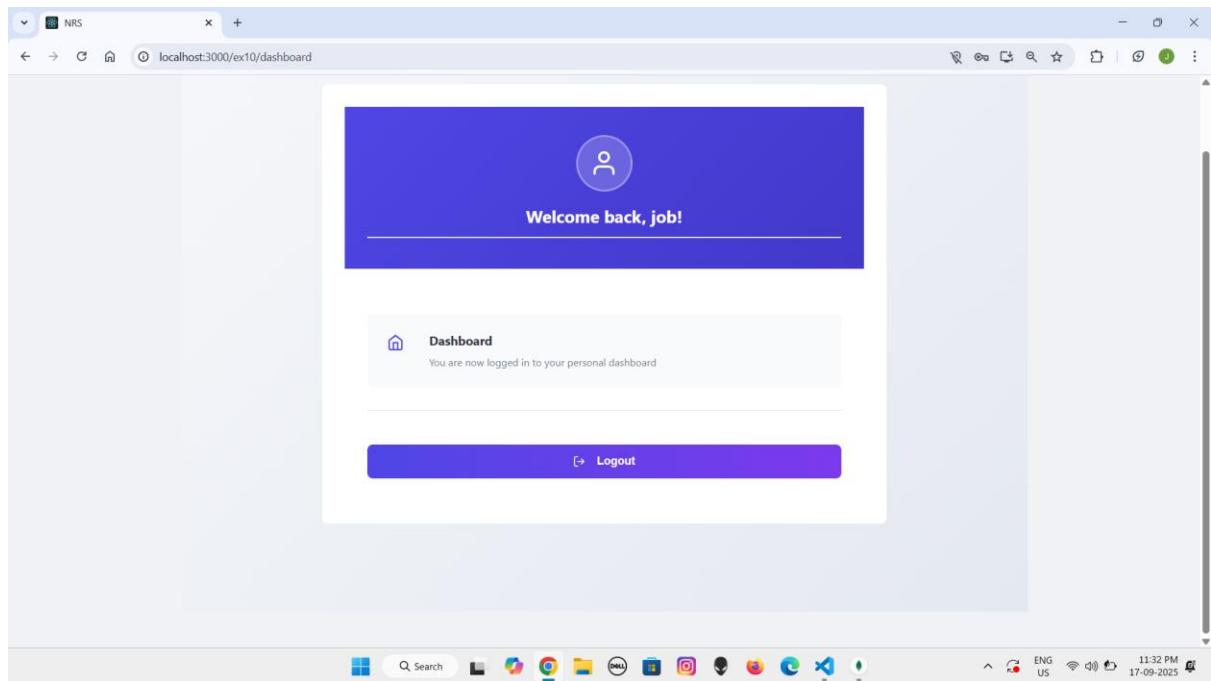 NRS
localhost:3000/ex10/dashboard
J
Welcome back, job!
Dashboard
You are now logged in to your personal dashboard
Logout
Search
DELL
ENG
US
11:32 PM
17-09-2025